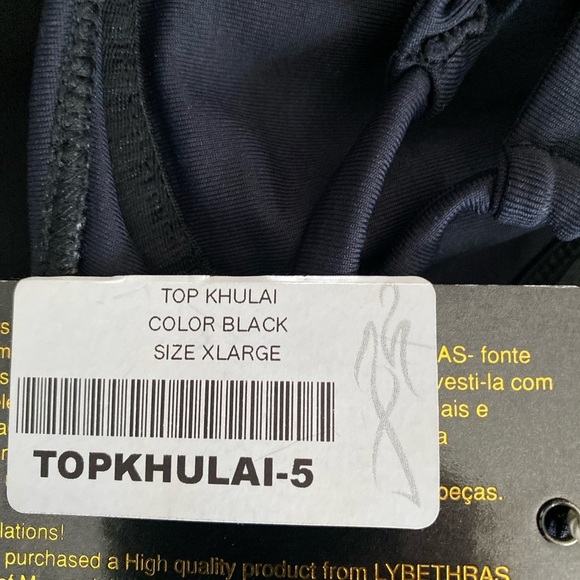 TOP KHULAI
COLOR BLACK
SIZE XLARGE
TOPKHULAI-5
AS- fonte
vesti-la com
ais e
a
peças.
lations!
purchased a High quality product from LYBETHRAS